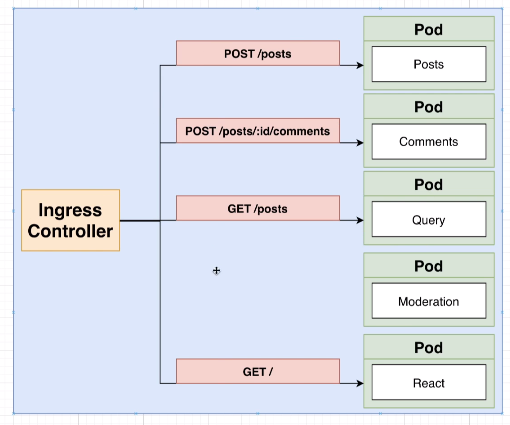 Pod
POST /posts
Posts
Pod
POST /posts/:id/comments
Comments
Pod
Ingress
Controller
GET /posts
Query
Pod
Moderation
Pod
GET /
React